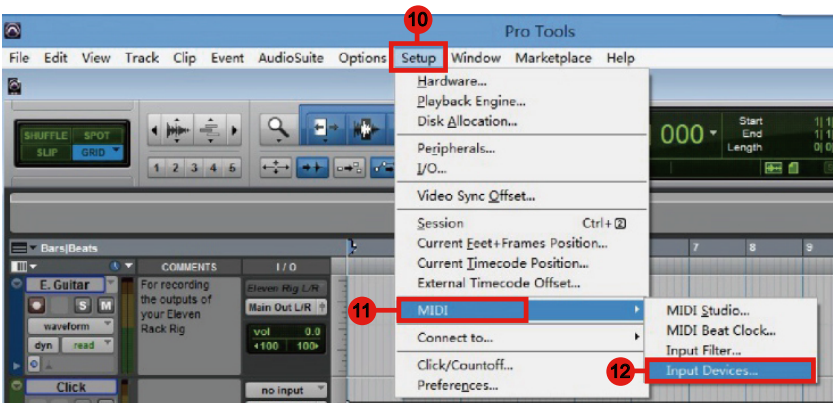 10
Pro Tools
File Edit View Track Clip Event AudioSuite Options Setup Window Marketplace Help
Hardware...
Playback Engine...
Disk Allocation...
Peripherals...
I/O...
Video Sync Offset...
Session Ctrl+2
Current Feet+Frames Position...
Current Timecode Position...
External Timecode Offset...
11
MIDI
Connect to...
Click/Countoff...
Preferences...
MIDI Studio...
MIDI Beat Clock...
Input Filter...
12
Input Devices...
SHUFFLE SPOT
SLIP GRID
1 2 3 4 5
000
Start
End
Length
Bars|Beats
7 8 9
COMMENTS I / O
E. Guitar
S M
waveform
dyn read
For recording
the outputs of
your Eleven
Rack Rig
Eleven Rig L/R
Main Out L/R
vol 0.0
100 100
Click
no input